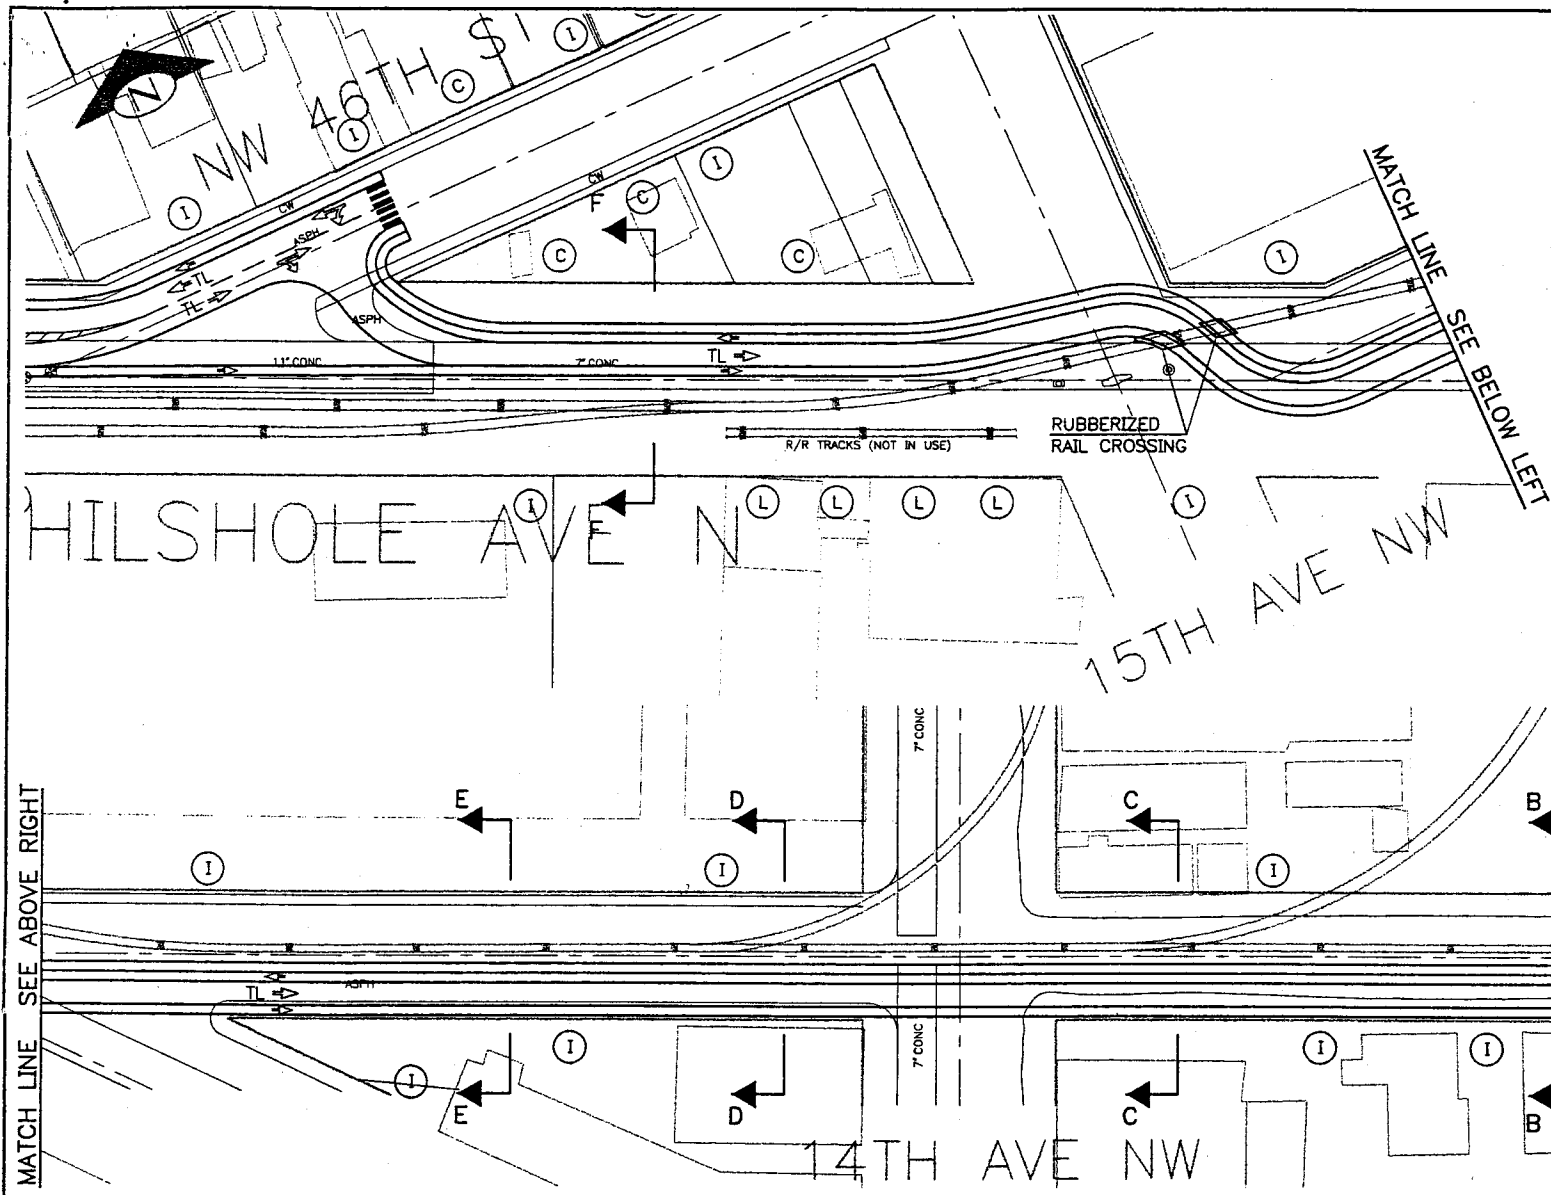 N
NW 46TH ST
I
C
I
I
CW
CW
ASPH
TL
TL
F
C
I
C
C
I
MATCH LINE SEE BELOW LEFT
ASPH
11" CONC
7" CONC
TL
RUBBERIZED
RAIL CROSSING
R/R TRACKS (NOT IN USE)
I
F
L
L
L
L
I
HILSHOLE AVE N
15TH AVE NW
MATCH LINE SEE ABOVE RIGHT
7" CONC
E
D
C
B
I
I
I
TL
ASPH
7" CONC
I
I
I
I
E
D
C
B
14TH AVE NW